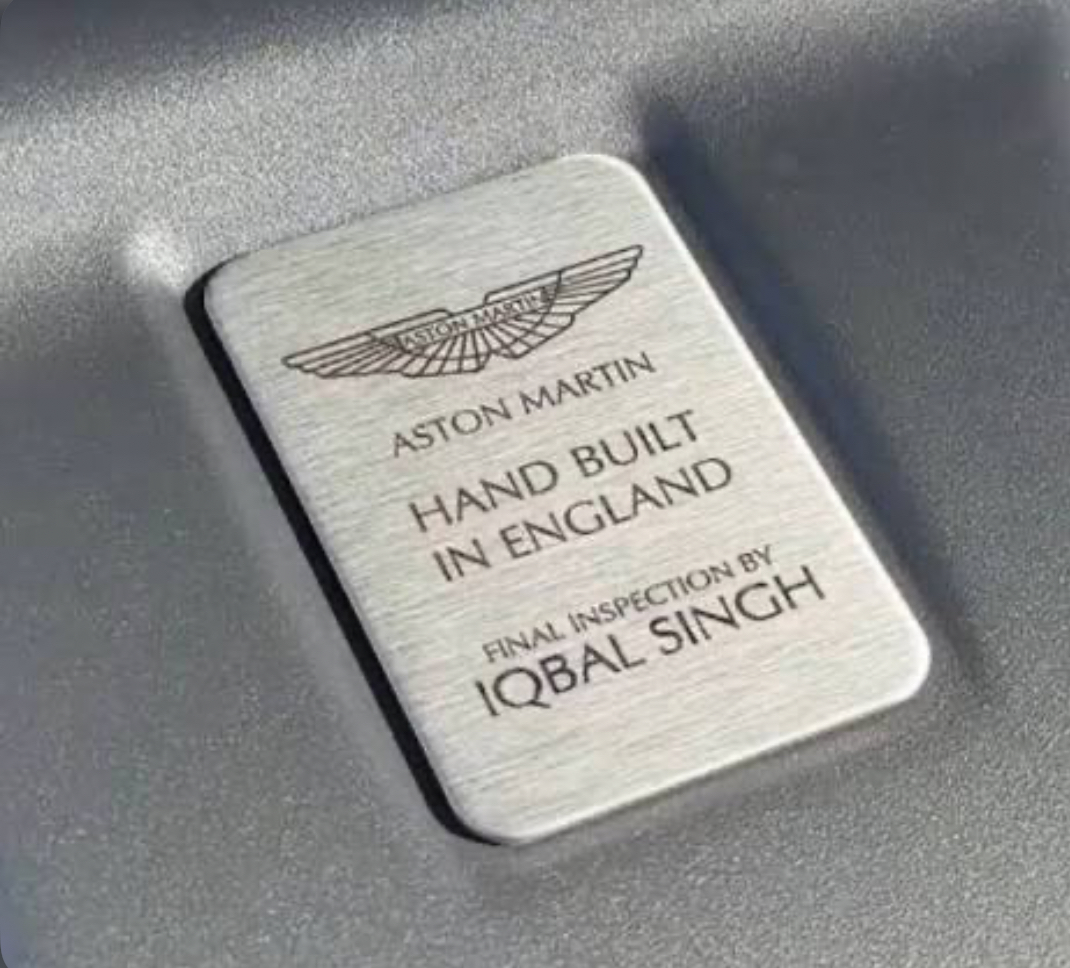 ASTON MARTIN
ASTON MARTIN
HAND BUILT
IN ENGLAND
FINAL INSPECTION BY
IQBAL SINGH